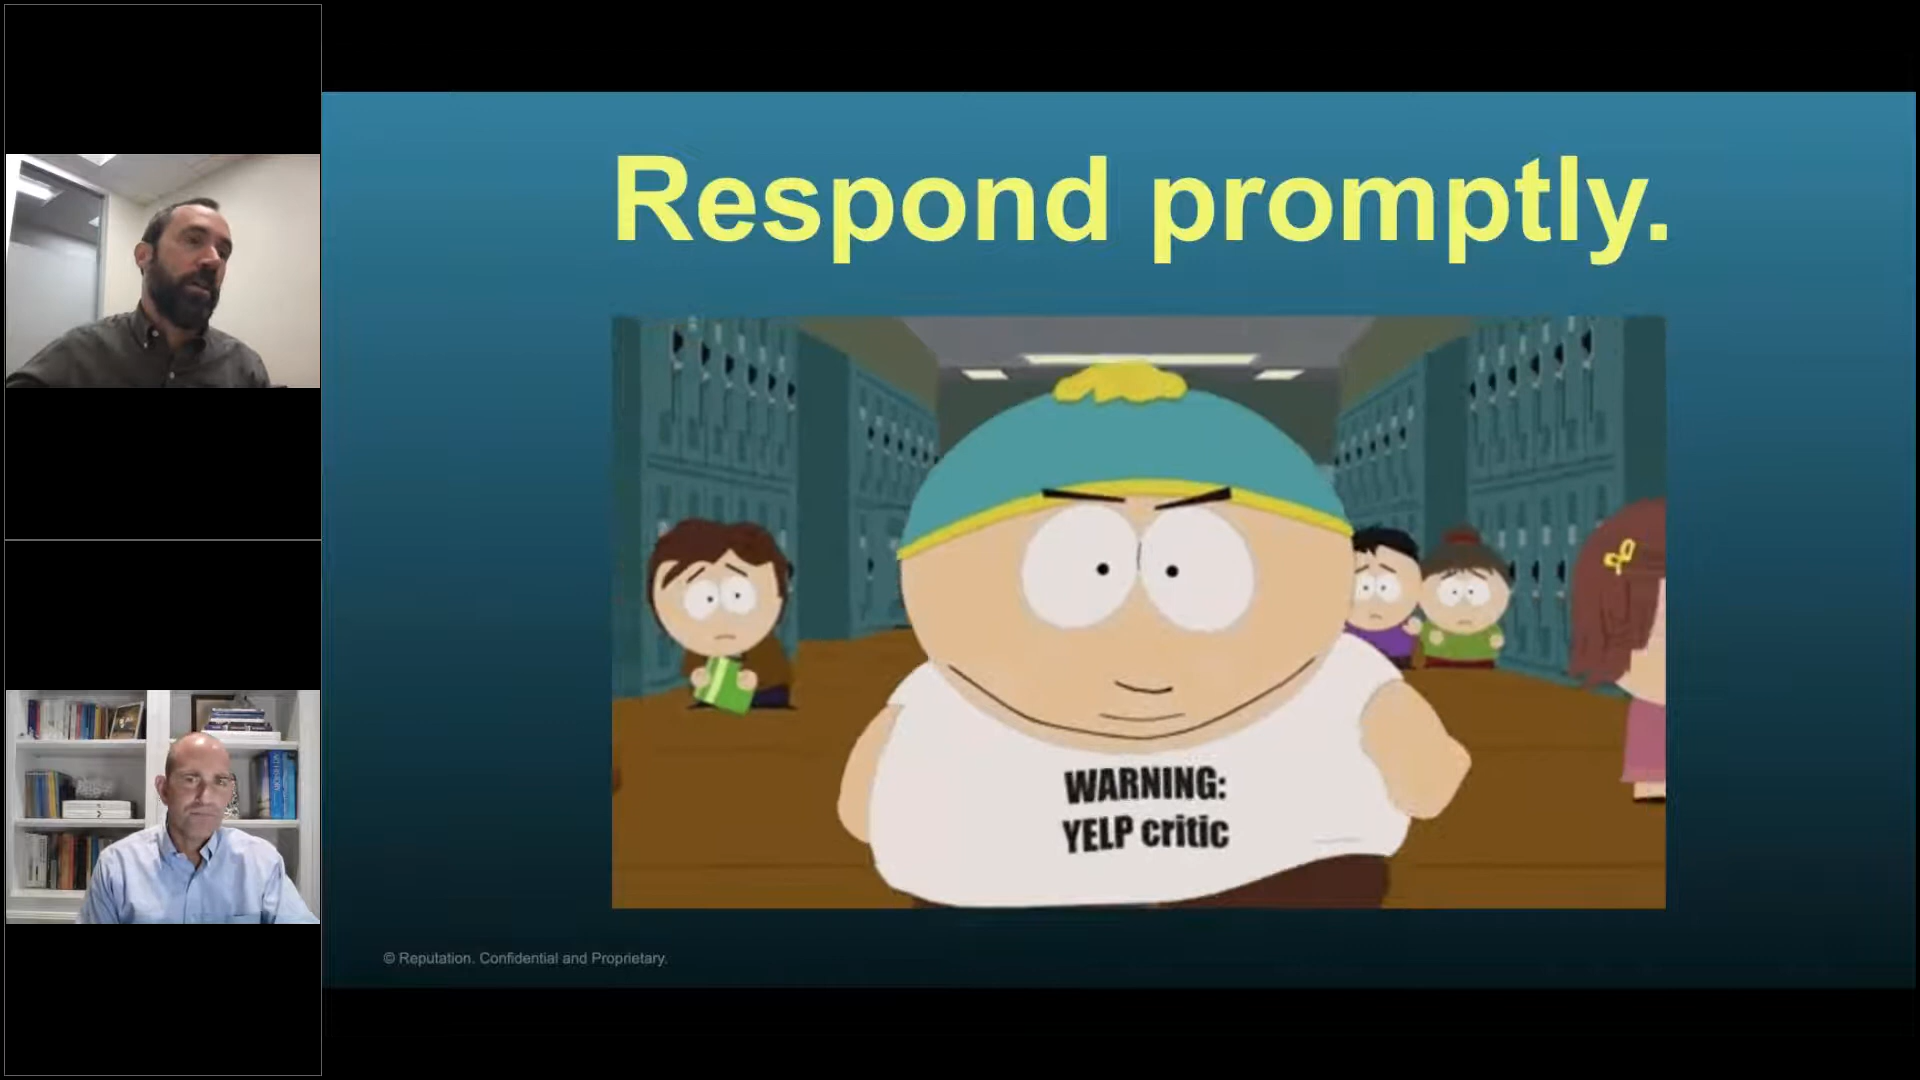 Respond promptly.
WARNING:
YELP critic
© Reputation. Confidential and Proprietary.